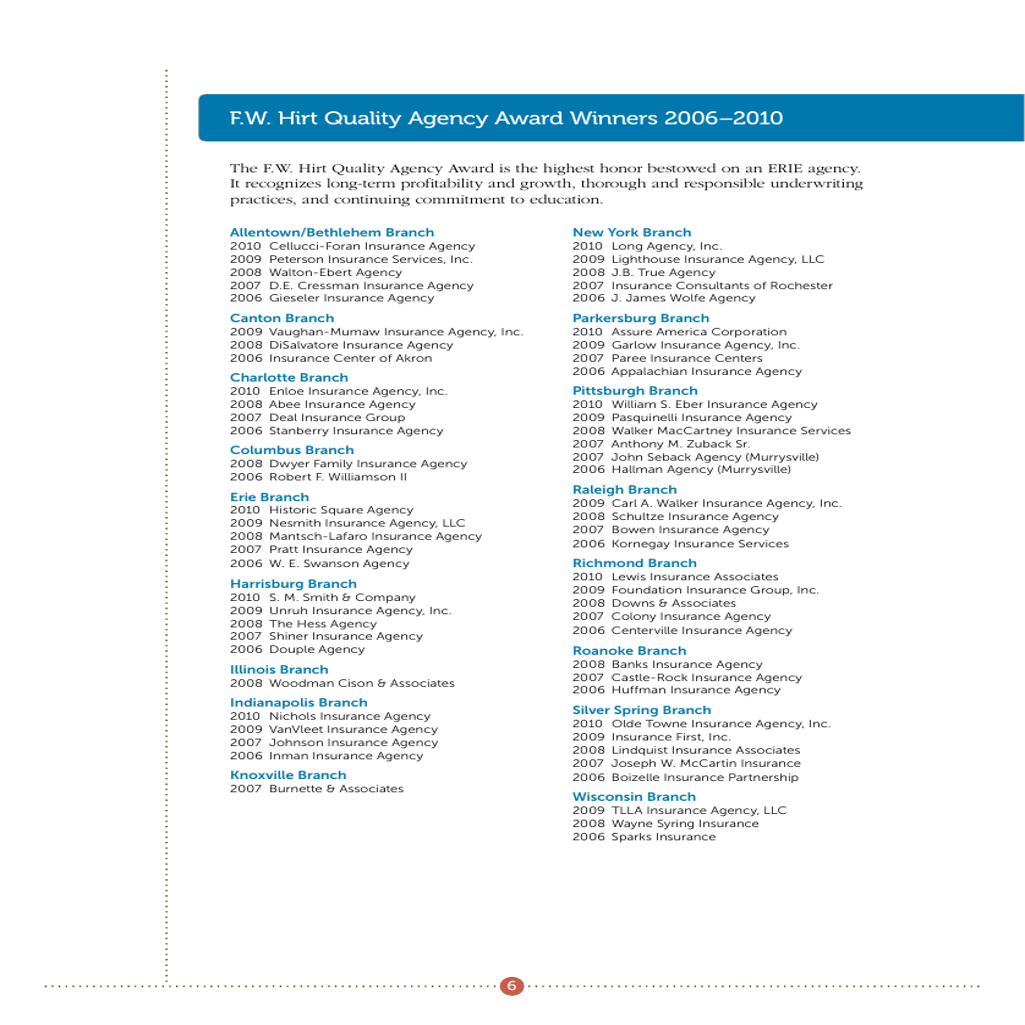 F.W. Hirt Quality Agency Award Winners 2006–2010
The F.W. Hirt Quality Agency Award is the highest honor bestowed on an ERIE agency.
It recognizes long-term profitability and growth, thorough and responsible underwriting
practices, and continuing commitment to education.
Allentown/Bethlehem Branch
2010 Cellucci-Foran Insurance Agency
2009 Peterson Insurance Services, Inc.
2008 Walton-Ebert Agency
2007 D.E. Cressman Insurance Agency
2006 Gieseler Insurance Agency
Canton Branch
2009 Vaughan-Mumaw Insurance Agency, Inc.
2008 DiSalvatore Insurance Agency
2006 Insurance Center of Akron
Charlotte Branch
2010 Enloe Insurance Agency, Inc.
2008 Abee Insurance Agency
2007 Deal Insurance Group
2006 Stanberry Insurance Agency
Columbus Branch
2008 Dwyer Family Insurance Agency
2006 Robert F. Williamson II
Erie Branch
2010 Historic Square Agency
2009 Nesmith Insurance Agency, LLC
2008 Mantsch-Lafaro Insurance Agency
2007 Pratt Insurance Agency
2006 W. E. Swanson Agency
Harrisburg Branch
2010 S. M. Smith & Company
2009 Unruh Insurance Agency, Inc.
2008 The Hess Agency
2007 Shiner Insurance Agency
2006 Douple Agency
Illinois Branch
2008 Woodman Cison & Associates
Indianapolis Branch
2010 Nichols Insurance Agency
2009 VanVleet Insurance Agency
2007 Johnson Insurance Agency
2006 Inman Insurance Agency
Knoxville Branch
2007 Burnette & Associates
New York Branch
2010 Long Agency, Inc.
2009 Lighthouse Insurance Agency, LLC
2008 J.B. True Agency
2007 Insurance Consultants of Rochester
2006 J. James Wolfe Agency
Parkersburg Branch
2010 Assure America Corporation
2009 Garlow Insurance Agency, Inc.
2007 Paree Insurance Centers
2006 Appalachian Insurance Agency
Pittsburgh Branch
2010 William S. Eber Insurance Agency
2009 Pasquinelli Insurance Agency
2008 Walker MacCartney Insurance Services
2007 Anthony M. Zuback Sr.
2007 John Seback Agency (Murrysville)
2006 Hallman Agency (Murrysville)
Raleigh Branch
2009 Carl A. Walker Insurance Agency, Inc.
2008 Schultze Insurance Agency
2007 Bowen Insurance Agency
2006 Kornegay Insurance Services
Richmond Branch
2010 Lewis Insurance Associates
2009 Foundation Insurance Group, Inc.
2008 Downs & Associates
2007 Colony Insurance Agency
2006 Centerville Insurance Agency
Roanoke Branch
2008 Banks Insurance Agency
2007 Castle-Rock Insurance Agency
2006 Huffman Insurance Agency
Silver Spring Branch
2010 Olde Towne Insurance Agency, Inc.
2009 Insurance First, Inc.
2008 Lindquist Insurance Associates
2007 Joseph W. McCartin Insurance
2006 Boizelle Insurance Partnership
Wisconsin Branch
2009 TLLA Insurance Agency, LLC
2008 Wayne Syring Insurance
2006 Sparks Insurance
6